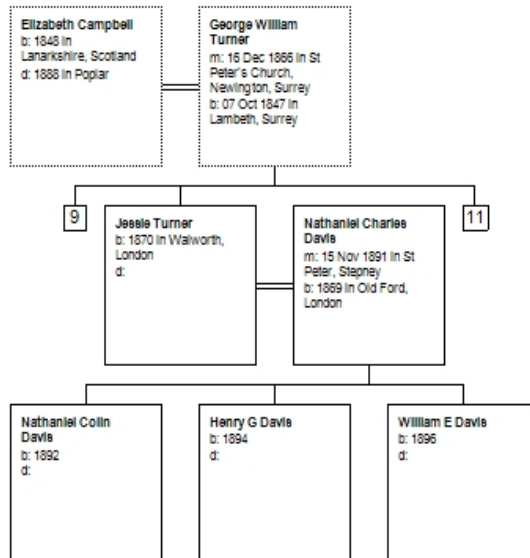 Elizabeth Campbell
b: 1848 in
Lanarkshire, Scotland
d: 1888 in Poplar
George William
Turner
m: 16 Dec 1866 in St
Peter's Church,
Newington, Surrey
b: 07 Oct 1847 in
Lambeth, Surrey
9
Jessie Turner
b: 1870 in Walworth,
London
d:
Nathaniel Charles
Davis
m: 15 Nov 1891 in St
Peter, Stepney
b: 1869 in Old Ford,
London
11
Nathaniel Colin
Davis
b: 1892
d:
Henry G Davis
b: 1894
d:
William E Davis
b: 1896
d: